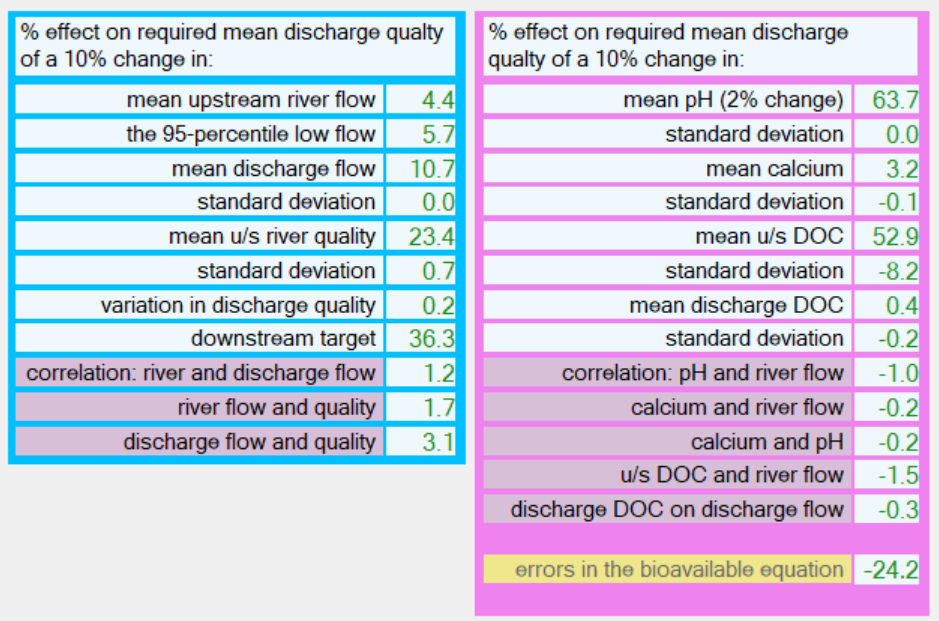 % effect on required mean discharge qualty
of a 10% change in:
mean upstream river flow 4.4
the 95-percentile low flow 5.7
mean discharge flow 10.7
standard deviation 0.0
mean u/s river quality 23.4
standard deviation 0.7
variation in discharge quality 0.2
downstream target 36.3
correlation: river and discharge flow 1.2
river flow and quality 1.7
discharge flow and quality 3.1
% effect on required mean discharge
qualty of a 10% change in:
mean pH (2% change) 63.7
standard deviation 0.0
mean calcium 3.2
standard deviation -0.1
mean u/s DOC 52.9
standard deviation -8.2
mean discharge DOC 0.4
standard deviation -0.2
correlation: pH and river flow -1.0
calcium and river flow -0.2
calcium and pH -0.2
u/s DOC and river flow -1.5
discharge DOC on discharge flow -0.3
errors in the bioavailable equation -24.2